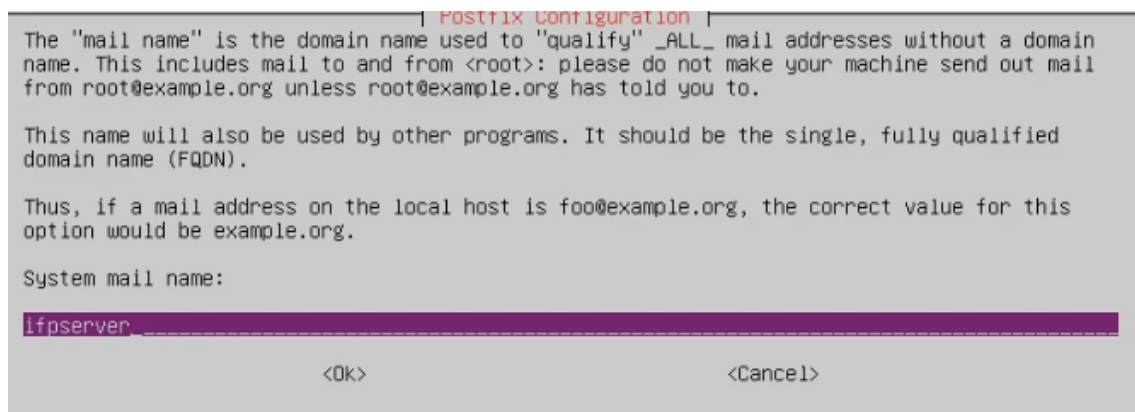 Postfix Configuration
The "mail name" is the domain name used to "qualify" _ALL_ mail addresses without a domain
name. This includes mail to and from <root>: please do not make your machine send out mail
from root@example.org unless root@example.org has told you to.
This name will also be used by other programs. It should be the single, fully qualified
domain name (FQDN).
Thus, if a mail address on the local host is foo@example.org, the correct value for this
option would be example.org.
System mail name:
ifpserver
<Ok> <Cancel>